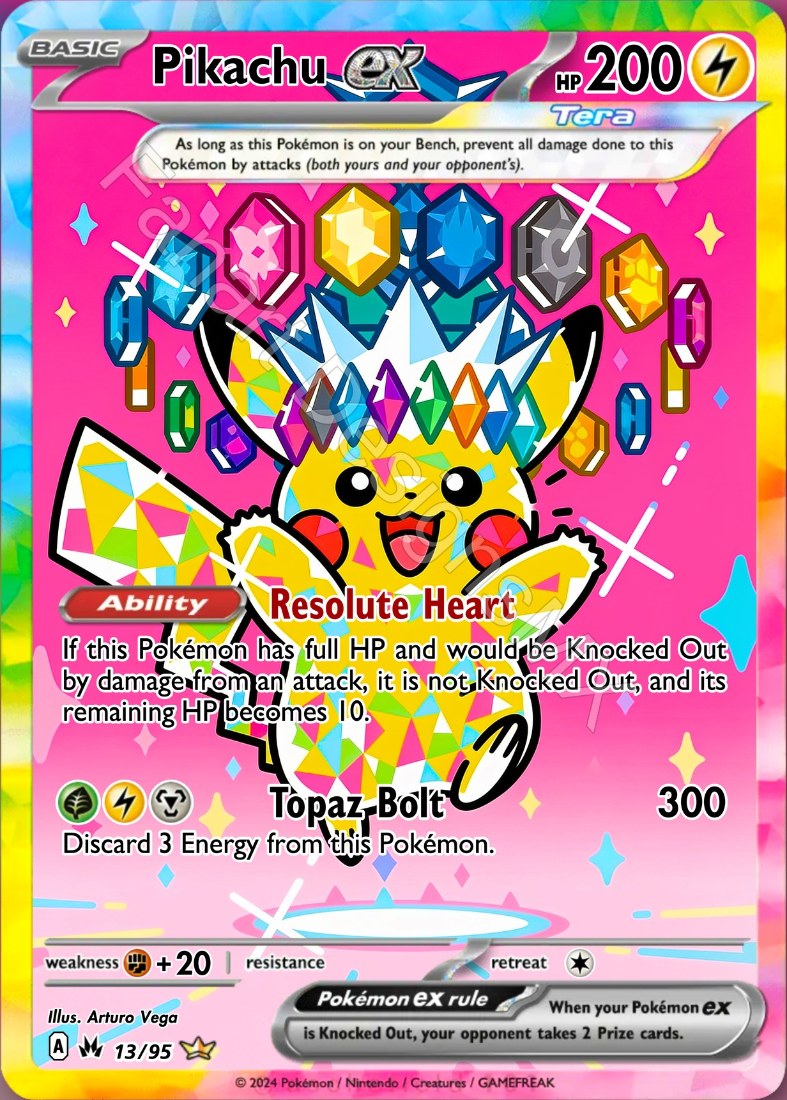 BASIC
Pikachu ex
HP 200
Tera
As long as this Pokémon is on your Bench, prevent all damage done to this
Pokémon by attacks (both yours and your opponent's).
Ability
Resolute Heart
If this Pokémon has full HP and would be Knocked Out
by damage from an attack, it is not Knocked Out, and its
remaining HP becomes 10.
Topaz Bolt 300
Discard 3 Energy from this Pokémon.
weakness +20 resistance retreat
Pokémon ex rule
When your Pokémon ex
is Knocked Out, your opponent takes 2 Prize cards.
Illus. Arturo Vega
A 13/95
© 2024 Pokémon / Nintendo / Creatures / GAMEFREAK